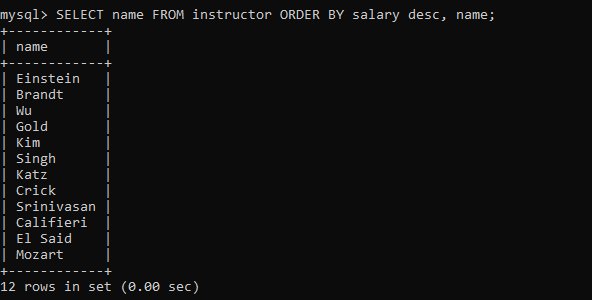 mysql> SELECT name FROM instructor ORDER BY salary desc, name;
+------------+
| name       |
+------------+
| Einstein   |
| Brandt     |
| Wu         |
| Gold       |
| Kim        |
| Singh      |
| Katz       |
| Crick      |
| Srinivasan |
| Califieri  |
| El Said    |
| Mozart     |
+------------+
12 rows in set (0.00 sec)